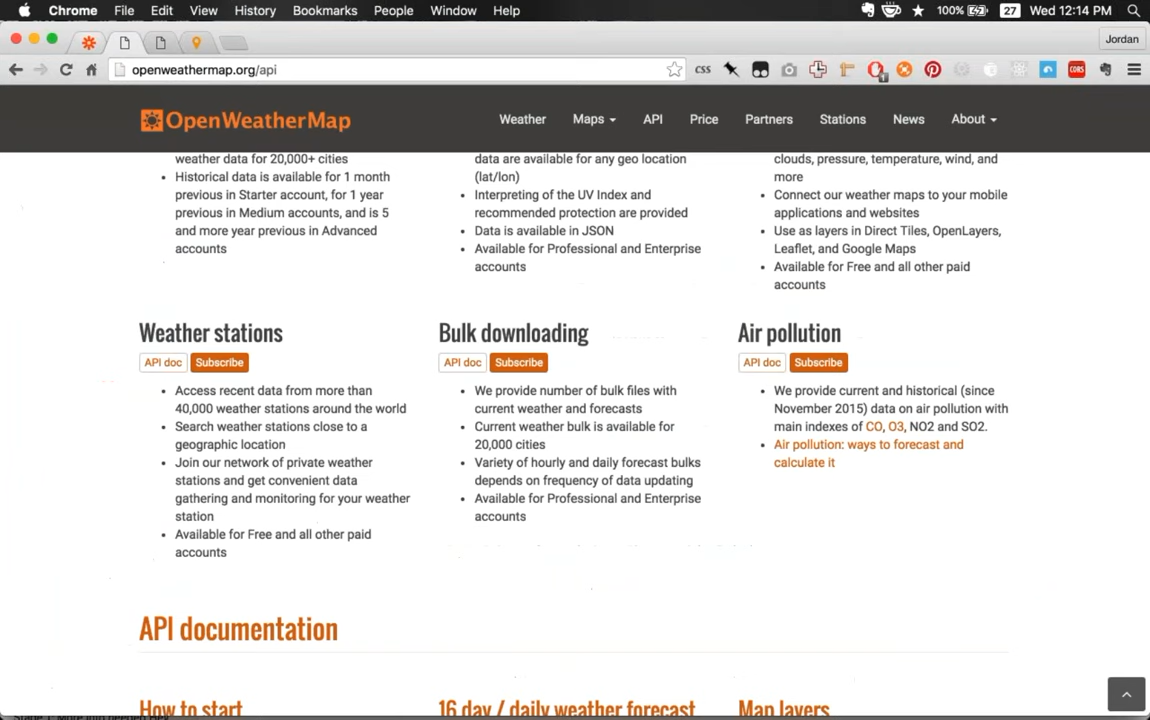 Chrome File Edit View History Bookmarks People Window Help 100% 27 Wed 12:14 PM
Jordan
openweathermap.org/api CSS 1 CORS
OpenWeatherMap Weather Maps API Price Partners Stations News About
weather data for 20,000+ cities
Historical data is available for 1 month
previous in Starter account, for 1 year
previous in Medium accounts, and is 5
and more year previous in Advanced
accounts
data are available for any geo location
(lat/lon)
Interpreting of the UV Index and
recommended protection are provided
Data is available in JSON
Available for Professional and Enterprise
accounts
clouds, pressure, temperature, wind, and
more
Connect our weather maps to your mobile
applications and websites
Use as layers in Direct Tiles, OpenLayers,
Leaflet, and Google Maps
Available for Free and all other paid
accounts
Weather stations
API doc Subscribe
Access recent data from more than
40,000 weather stations around the world
Search weather stations close to a
geographic location
Join our network of private weather
stations and get convenient data
gathering and monitoring for your weather
station
Available for Free and all other paid
accounts
Bulk downloading
API doc Subscribe
We provide number of bulk files with
current weather and forecasts
Current weather bulk is available for
20,000 cities
Variety of hourly and daily forecast bulks
depends on frequency of data updating
Available for Professional and Enterprise
accounts
Air pollution
API doc Subscribe
We provide current and historical (since
November 2015) data on air pollution with
main indexes of CO, O3, NO2 and SO2.
Air pollution: ways to forecast and
calculate it
API documentation
How to start 16 day / daily weather forecast Map layers